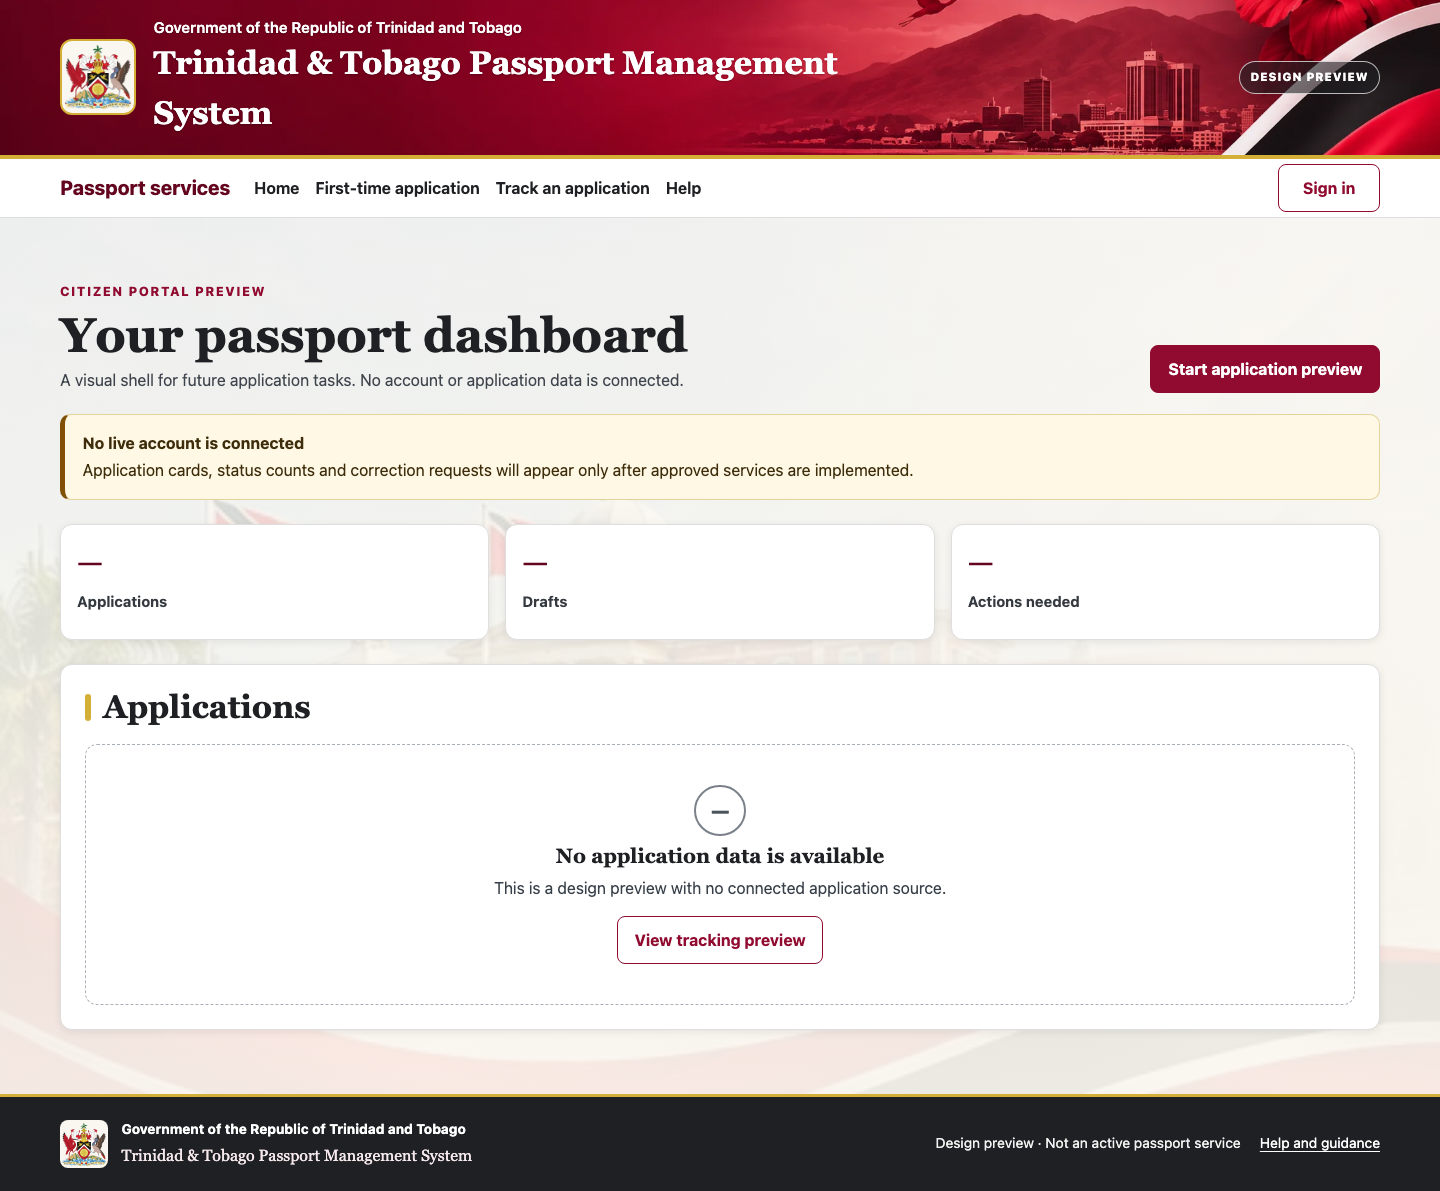 Government of the Republic of Trinidad and Tobago
Trinidad & Tobago Passport Management
System
DESIGN PREVIEW
Passport services
Home
First-time application
Track an application
Help
Sign in
CITIZEN PORTAL PREVIEW
Your passport dashboard
A visual shell for future application tasks. No account or application data is connected.
Start application preview
No live account is connected
Application cards, status counts and correction requests will appear only after approved services are implemented.
—
Applications
—
Drafts
—
Actions needed
Applications
–
No application data is available
This is a design preview with no connected application source.
View tracking preview
Government of the Republic of Trinidad and Tobago
Trinidad & Tobago Passport Management System
Design preview · Not an active passport service
Help and guidance